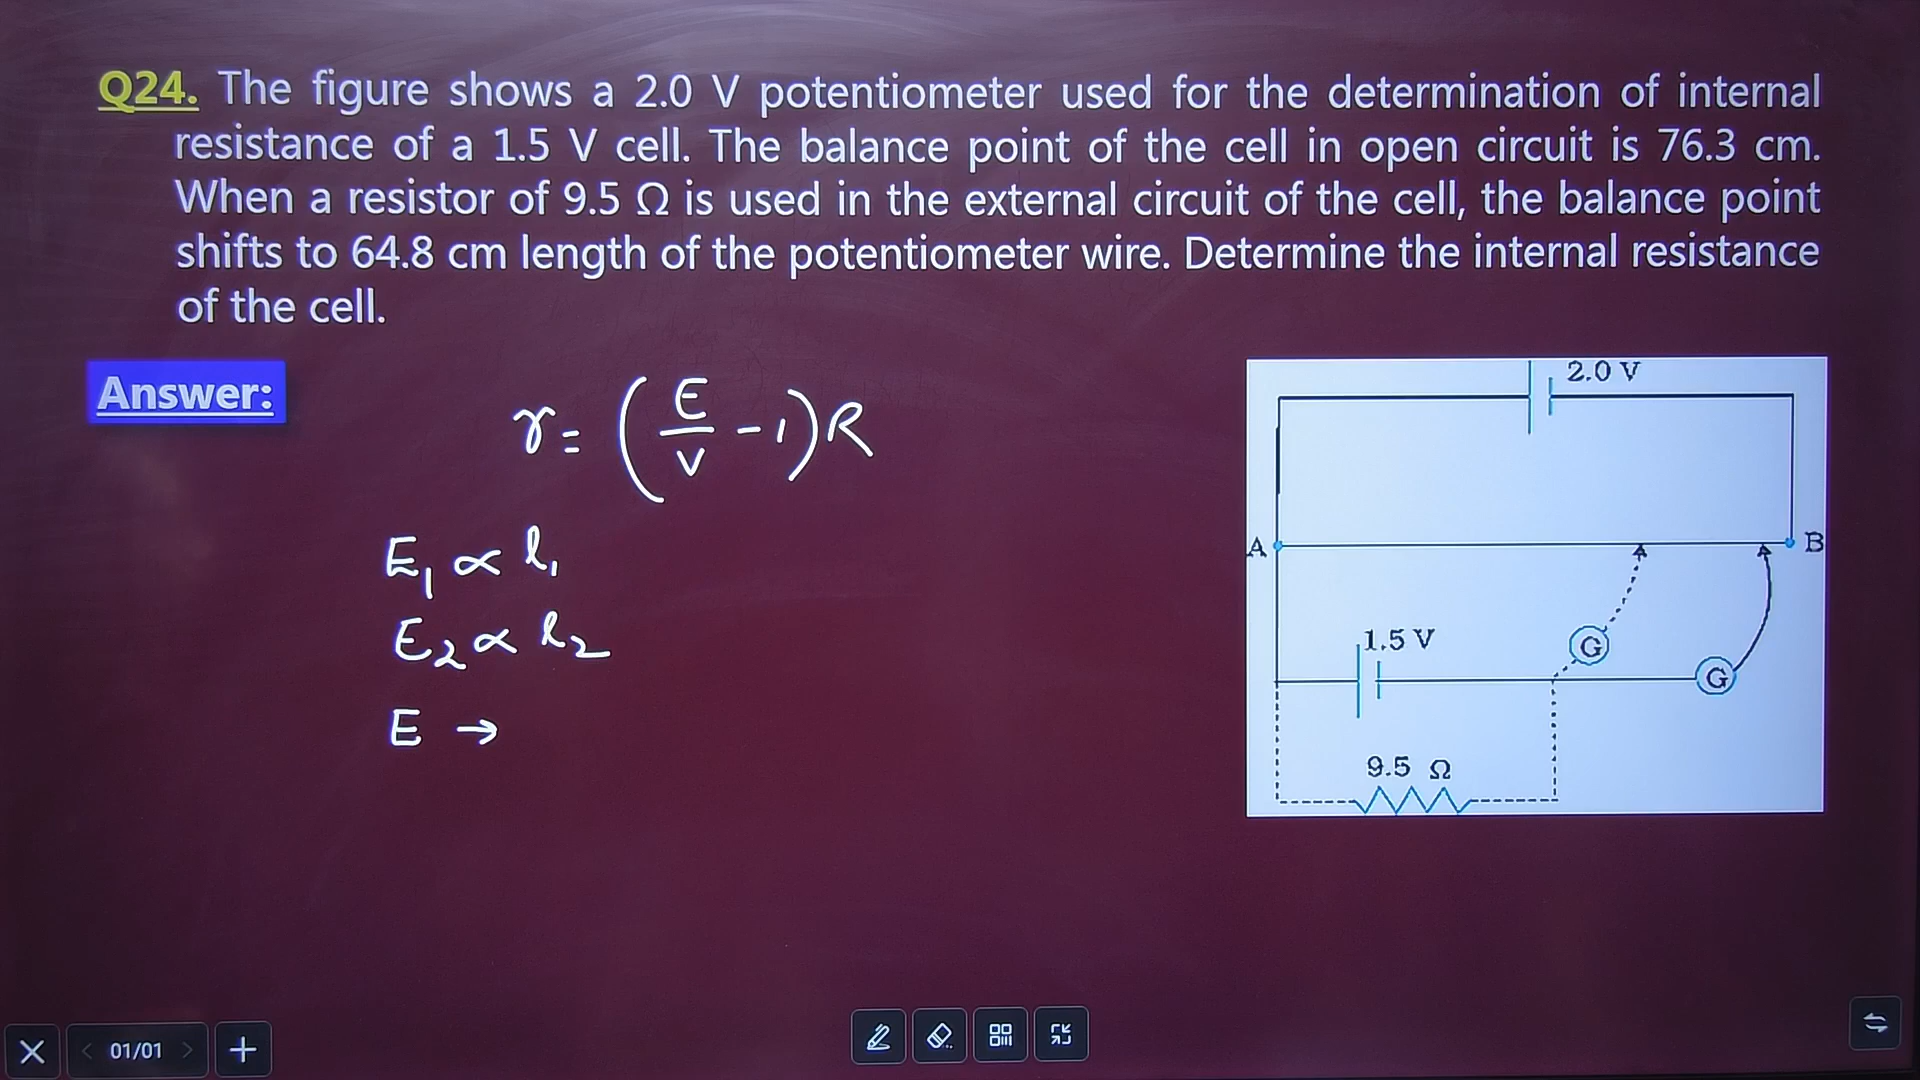 Q24. The figure shows a 2.0 V potentiometer used for the determination of internal
resistance of a 1.5 V cell. The balance point of the cell in open circuit is 76.3 cm.
When a resistor of 9.5 Ω is used in the external circuit of the cell, the balance point
shifts to 64.8 cm length of the potentiometer wire. Determine the internal resistance
of the cell.
Answer:
r = (E/V - 1) R
E₁ ∝ l₁
E₂ ∝ l₂
E →
2.0 V
A
B
1.5 V
G
G
9.5 Ω
01/01